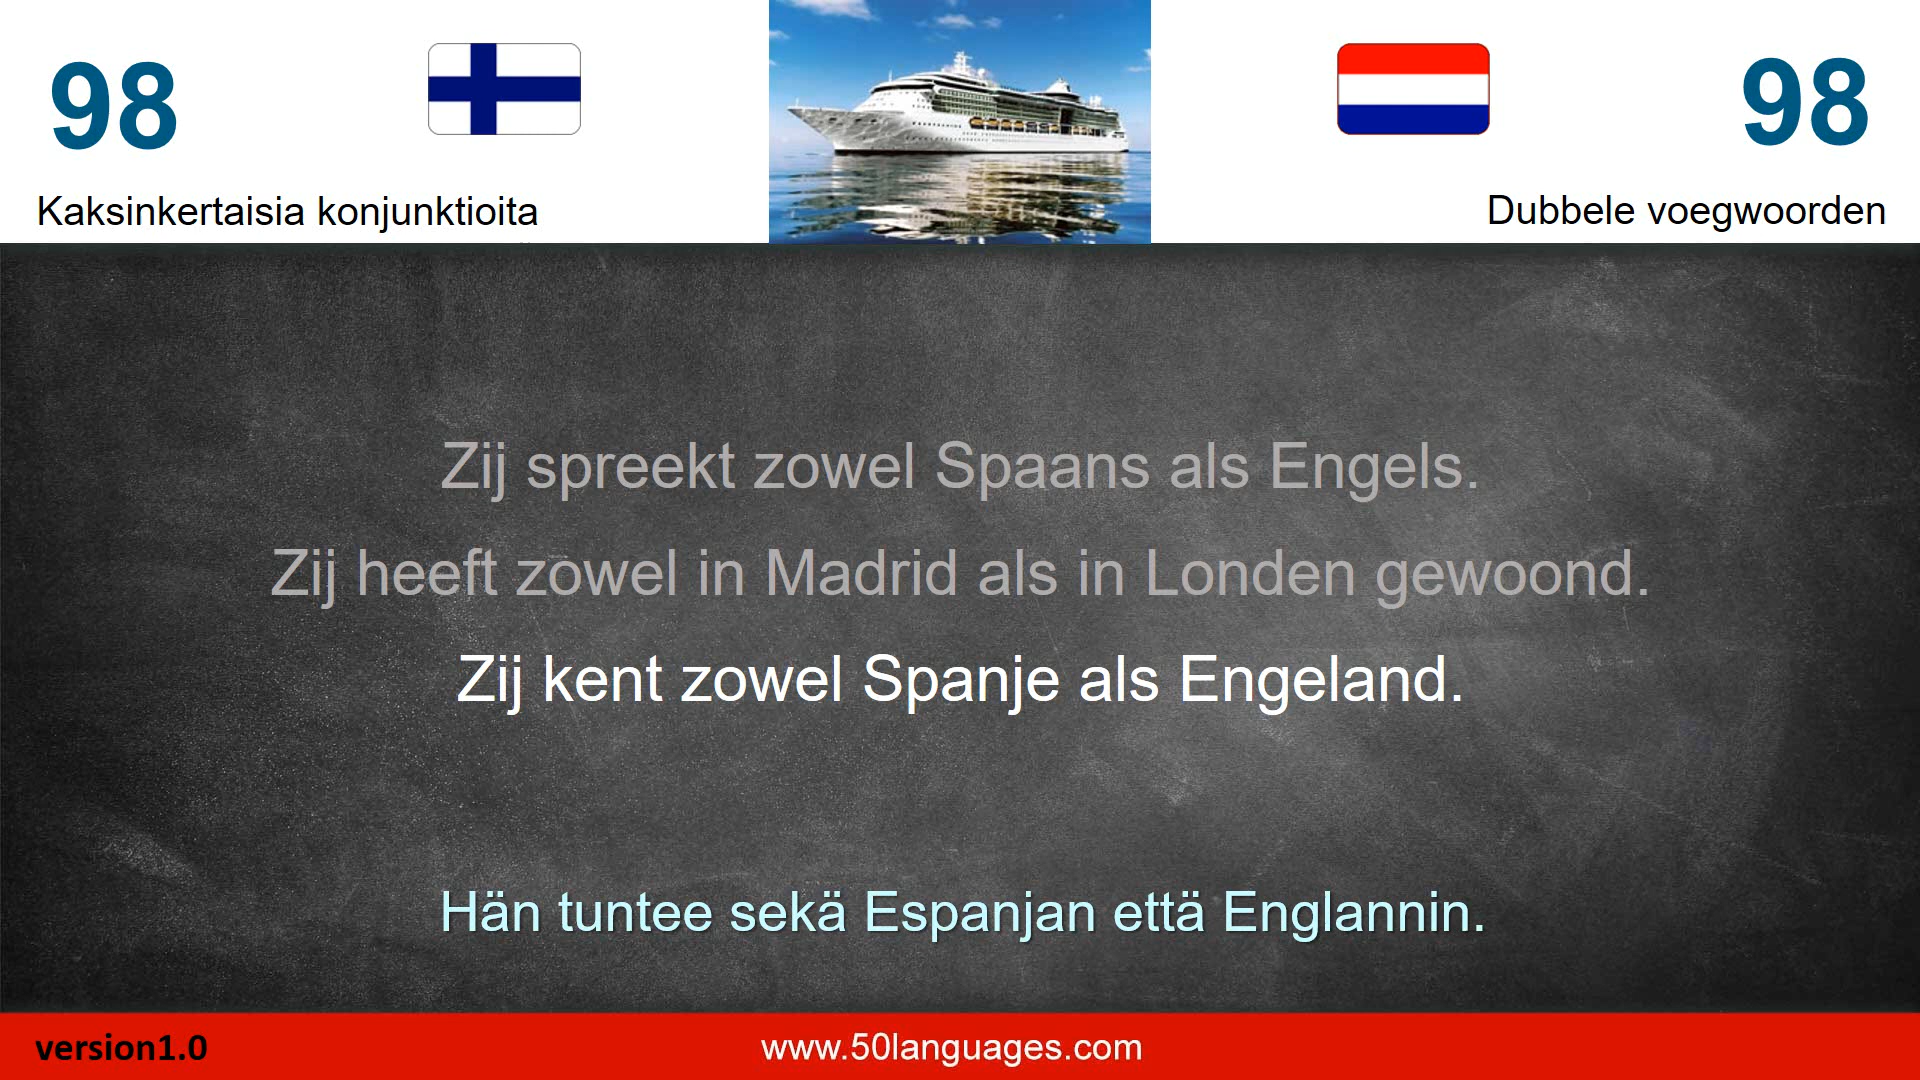 98
98
Kaksinkertaisia konjunktioita
Dubbele voegwoorden
Zij spreekt zowel Spaans als Engels.
Zij heeft zowel in Madrid als in Londen gewoond.
Zij kent zowel Spanje als Engeland.
Hän tuntee sekä Espanjan että Englannin.
version1.0
www.50languages.com